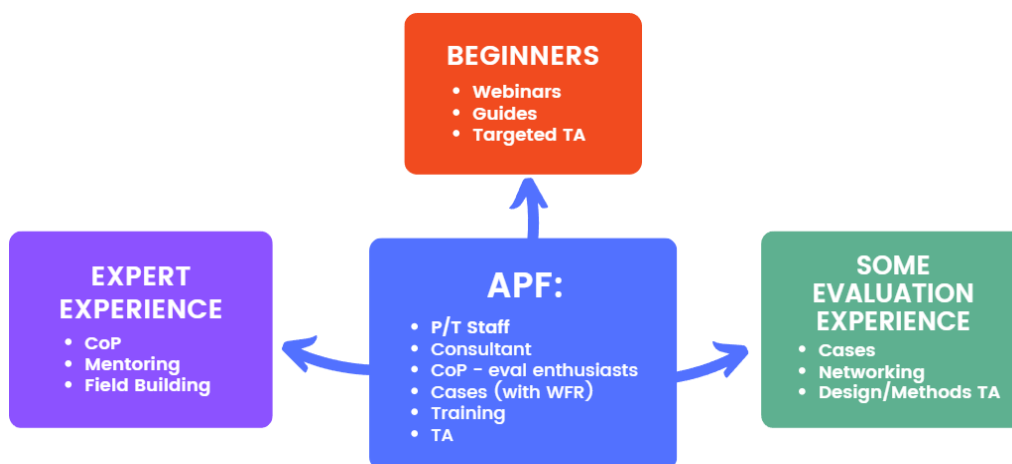 BEGINNERS
• Webinars
• Guides
• Targeted TA
EXPERT
EXPERIENCE
• CoP
• Mentoring
• Field Building
APF:
• P/T Staff
• Consultant
• CoP - eval enthusiasts
• Cases (with WFR)
• Training
• TA
SOME
EVALUATION
EXPERIENCE
• Cases
• Networking
• Design/Methods TA